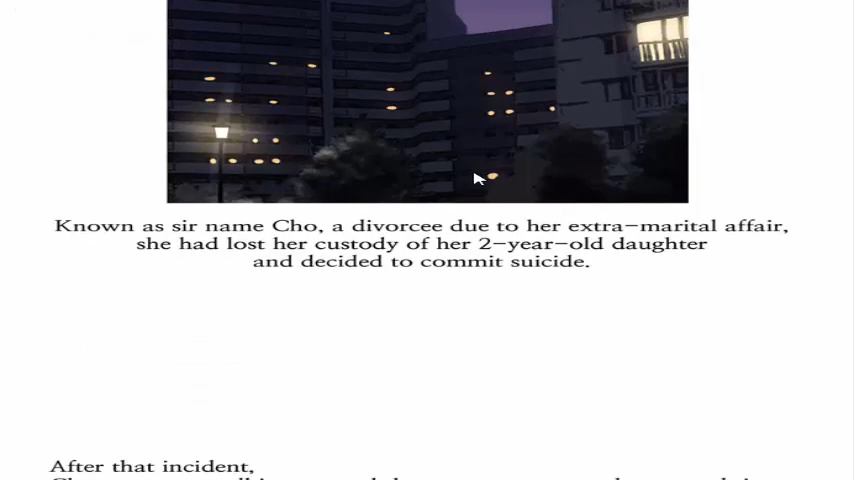 Known as sir name Cho, a divorcee due to her extra-marital affair,
she had lost her custody of her 2-year-old daughter
and decided to commit suicide.
After that incident,